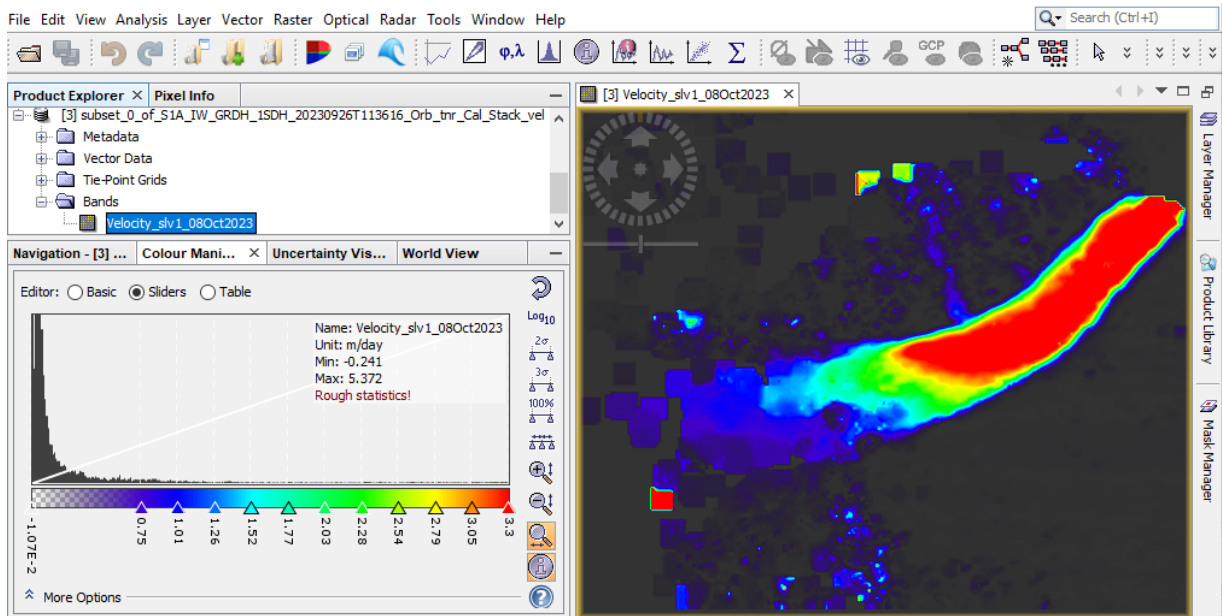 File Edit View Analysis Layer Vector Raster Optical Radar Tools Window Help
Search (Ctrl+I)
φ,λ
Σ
GCP
Product Explorer × Pixel Info
[3] subset_0_of_S1A_IW_GRDH_1SDH_20230926T113616_Orb_tnr_Cal_Stack_vel
Metadata
Vector Data
Tie-Point Grids
Bands
Velocity_slv1_08Oct2023
Navigation - [3] ... Colour Mani... × Uncertainty Vis... World View
Editor: Basic Sliders Table
Name: Velocity_slv1_08Oct2023
Unit: m/day
Min: -0.241
Max: 5.372
Rough statistics!
Log10
2σ
3σ
100%
-1.07E-2 0.75 1.01 1.26 1.52 1.77 2.03 2.28 2.54 2.79 3.05 3.3
More Options
[3] Velocity_slv1_08Oct2023 ×
Layer Manager
Product Library
Mask Manager